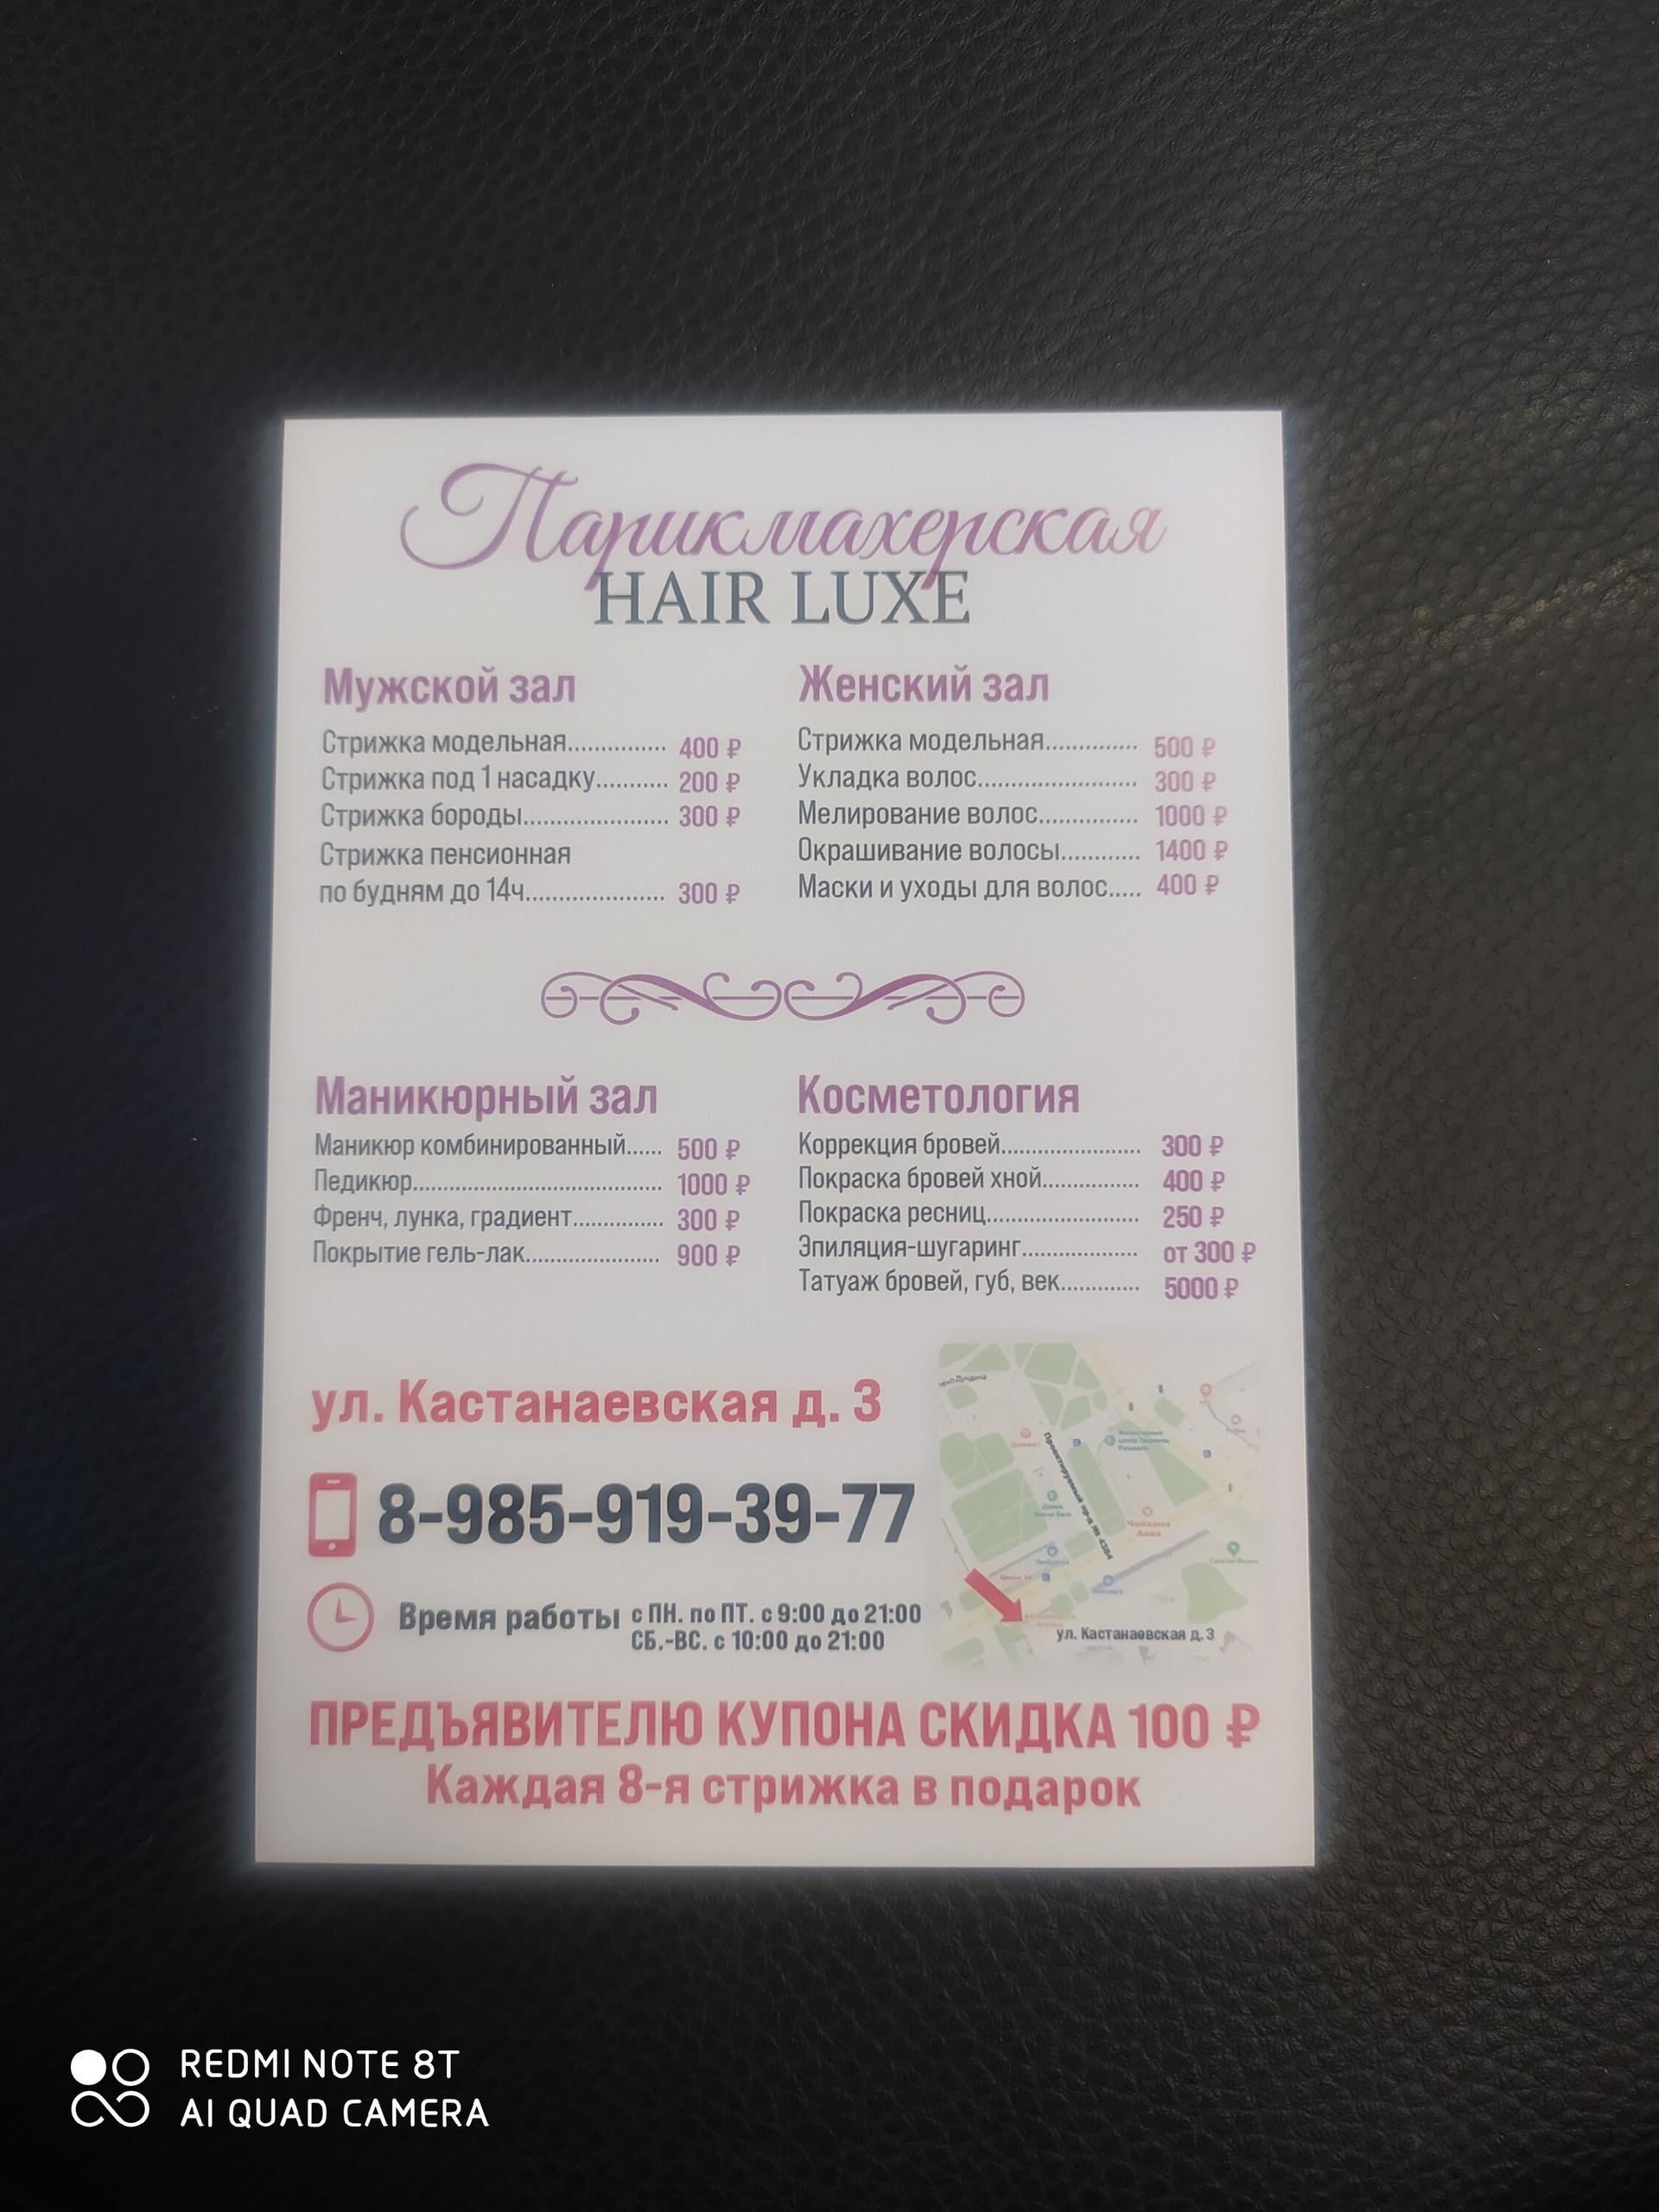 Парикмахерская
HAIR LUXE
Мужской зал
Стрижка модельная............... 400 ₽
Стрижка под 1 насадку........... 200 ₽
Стрижка бороды...................... 300 ₽
Стрижка пенсионная
по будням до 14ч..................... 300 ₽
Женский зал
Стрижка модельная.............. 500 ₽
Укладка волос........................ 300 ₽
Мелирование волос............... 1000 ₽
Окрашивание волосы............ 1400 ₽
Маски и уходы для волос..... 400 ₽
Маникюрный зал
Маникюр комбинированный...... 500 ₽
Педикюр...................................... 1000 ₽
Френч, лунка, градиент............... 300 ₽
Покрытие гель-лак...................... 900 ₽
Косметология
Коррекция бровей....................... 300 ₽
Покраска бровей хной............... 400 ₽
Покраска ресниц........................ 250 ₽
Эпиляция-шугаринг................... от 300 ₽
Татуаж бровей, губ, век............. 5000 ₽
ул. Кастанаевская д. 3
8-985-919-39-77
Время работы с ПН. по ПТ. с 9:00 до 21:00
СБ.-ВС. с 10:00 до 21:00
Проектируемый пр-д № 4384
Чайхана
ул. Кастанаевская д. 3
ПРЕДЪЯВИТЕЛЮ КУПОНА СКИДКА 100 ₽
Каждая 8-я стрижка в подарок
REDMI NOTE 8T
AI QUAD CAMERA